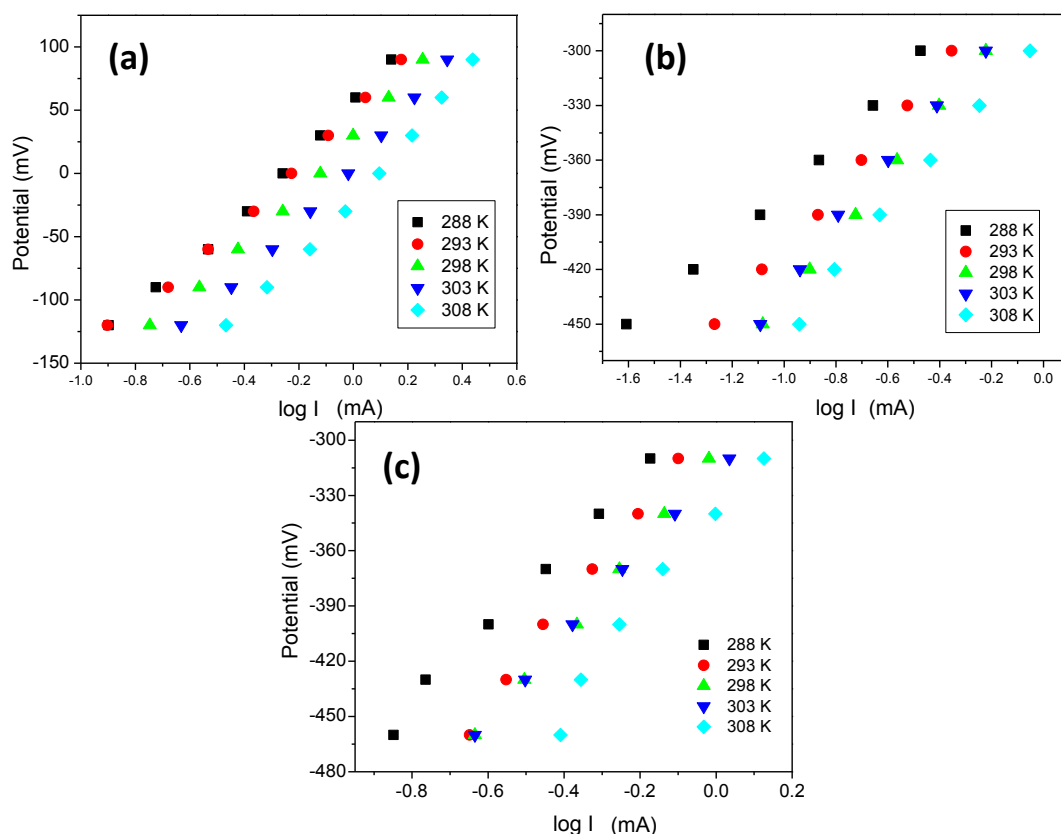 (a)
Potential (mV)
100
50
0
-50
-100
-150
-1.0 -0.8 -0.6 -0.4 -0.2 0.0 0.2 0.4 0.6
log I (mA)
288 K
293 K
298 K
303 K
308 K
(b)
Potential (mV)
-300
-330
-360
-390
-420
-450
-1.6 -1.4 -1.2 -1.0 -0.8 -0.6 -0.4 -0.2 0.0
log I (mA)
288 K
293 K
298 K
303 K
308 K
(c)
Potential (mV)
-300
-330
-360
-390
-420
-450
-480
-0.8 -0.6 -0.4 -0.2 0.0 0.2
log I (mA)
288 K
293 K
298 K
303 K
308 K